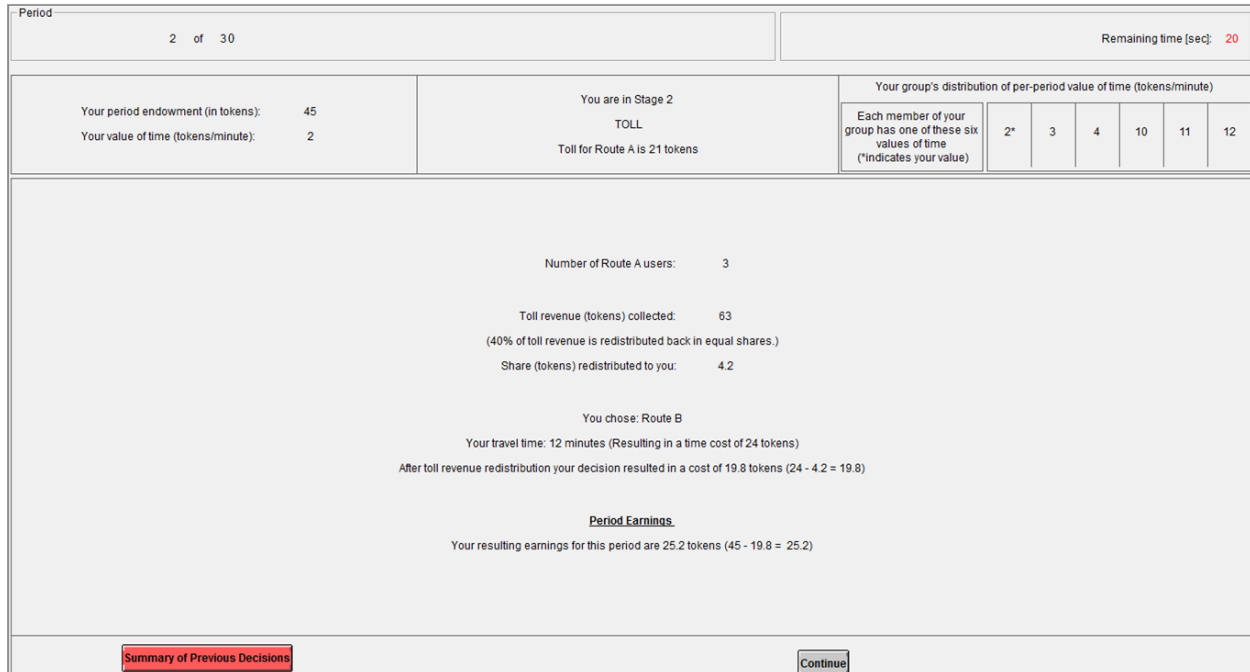 Period
2 of 30
Remaining time [sec]: 20
Your period endowment (in tokens): 45
Your value of time (tokens/minute): 2
You are in Stage 2
TOLL
Toll for Route A is 21 tokens
Your group's distribution of per-period value of time (tokens/minute)
Each member of your
group has one of these six
values of time
(*indicates your value)
2* 3 4 10 11 12
Number of Route A users: 3
Toll revenue (tokens) collected: 63
(40% of toll revenue is redistributed back in equal shares.)
Share (tokens) redistributed to you: 4.2
You chose: Route B
Your travel time: 12 minutes (Resulting in a time cost of 24 tokens)
After toll revenue redistribution your decision resulted in a cost of 19.8 tokens (24 - 4.2 = 19.8)
Period Earnings
Your resulting earnings for this period are 25.2 tokens (45 - 19.8 = 25.2)
Summary of Previous Decisions
Continue